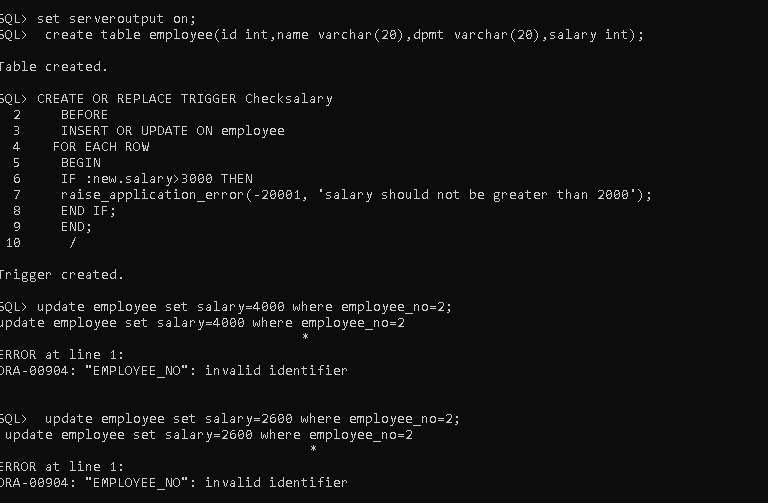 SQL> set serveroutput on;
SQL>  create table employee(id int,name varchar(20),dpmt varchar(20),salary int);
Table created.
SQL> CREATE OR REPLACE TRIGGER Checksalary
2     BEFORE
3     INSERT OR UPDATE ON employee
4    FOR EACH ROW
5     BEGIN
6     IF :new.salary>3000 THEN
7     raise_application_error(-20001, 'salary should not be greater than 2000');
8     END IF;
9     END;
10      /
Trigger created.
SQL> update employee set salary=4000 where employee_no=2;
update employee set salary=4000 where employee_no=2
*
ERROR at line 1:
ORA-00904: "EMPLOYEE_NO": invalid identifier
SQL>  update employee set salary=2600 where employee_no=2;
update employee set salary=2600 where employee_no=2
*
ERROR at line 1:
ORA-00904: "EMPLOYEE_NO": invalid identifier